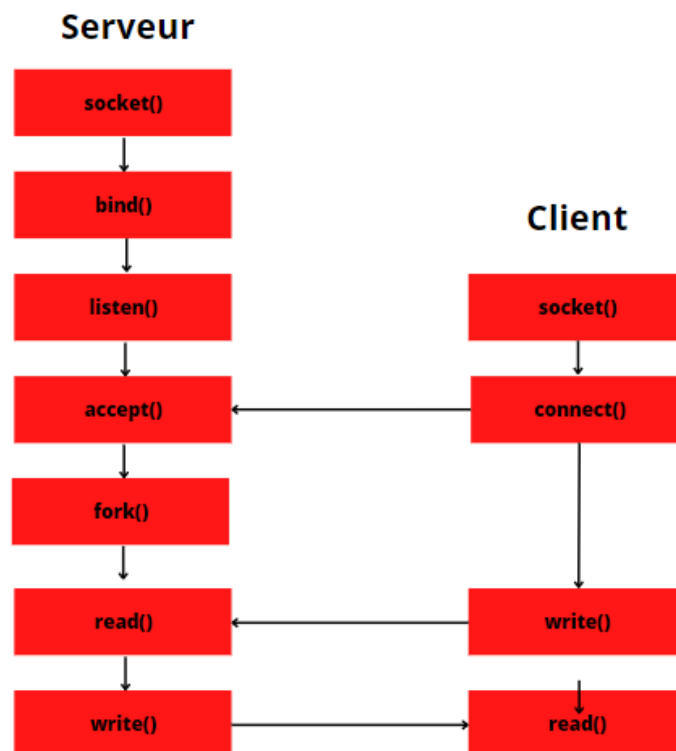 Serveur
socket()
bind()
listen()
accept()
fork()
read()
write()
Client
socket()
connect()
write()
read()